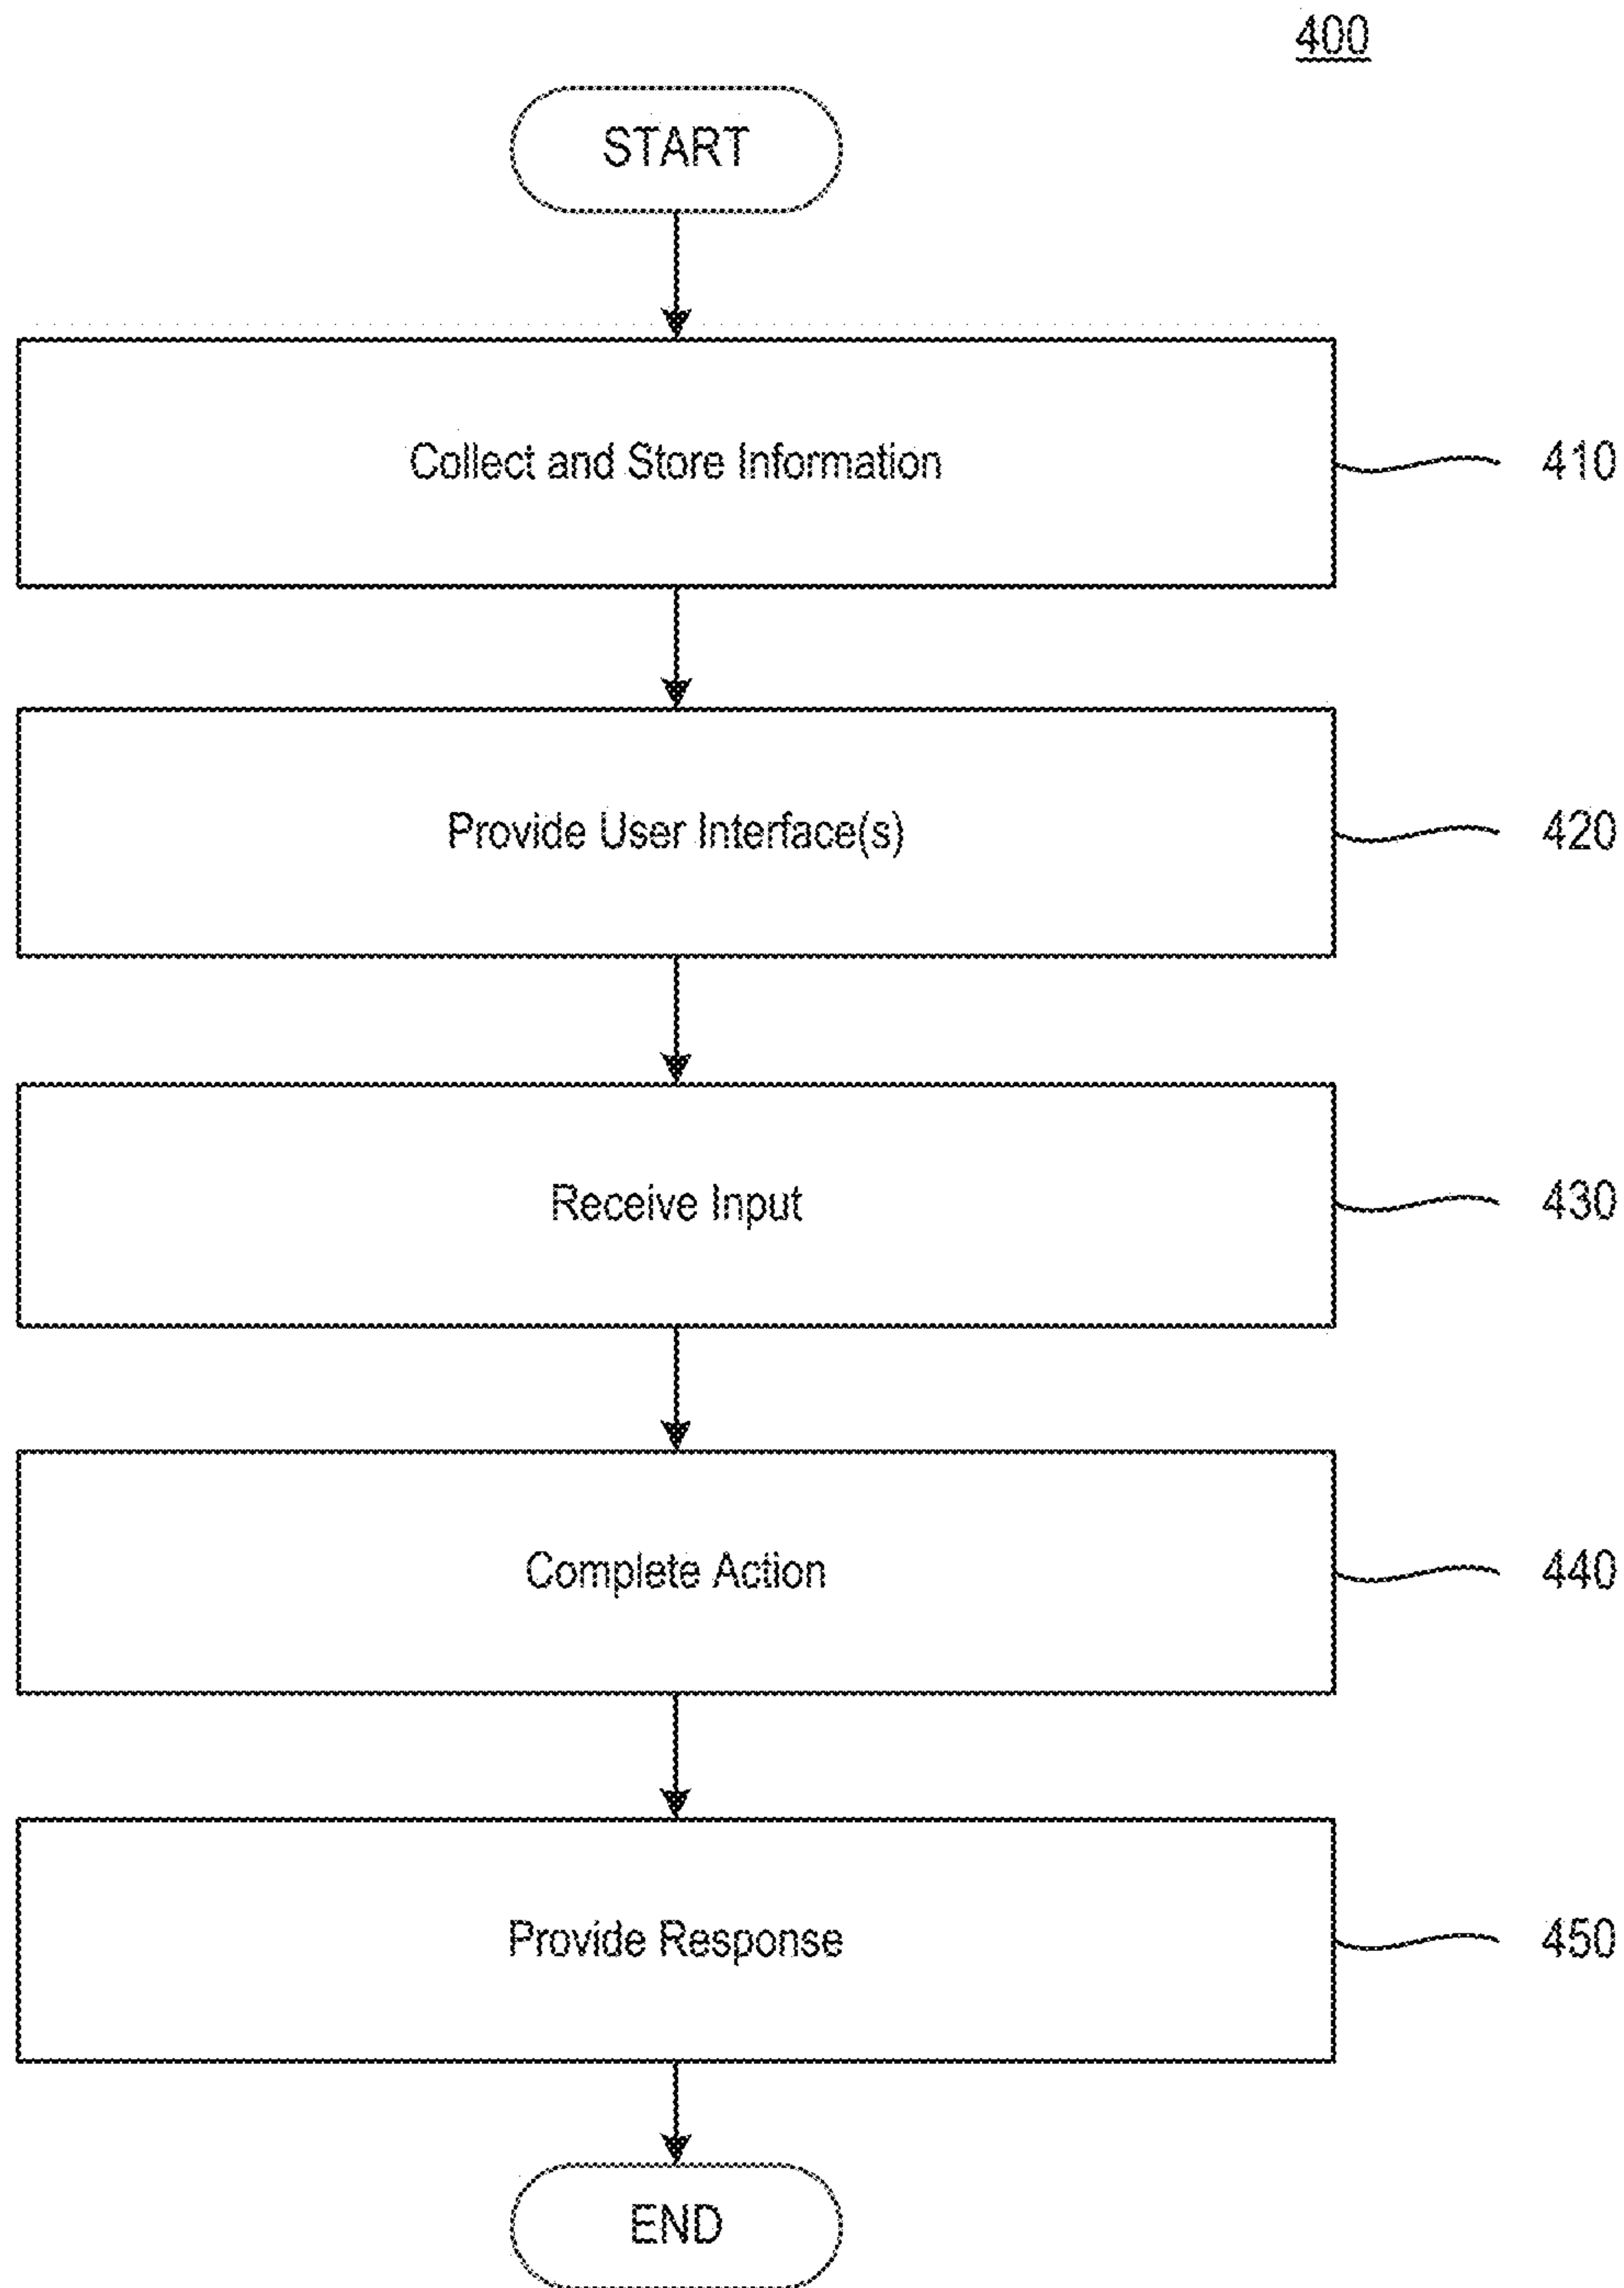 400
START
Collect and Store Information
410
Provide User Interface(s)
420
Receive Input
430
Complete Action
440
Provide Response
450
END